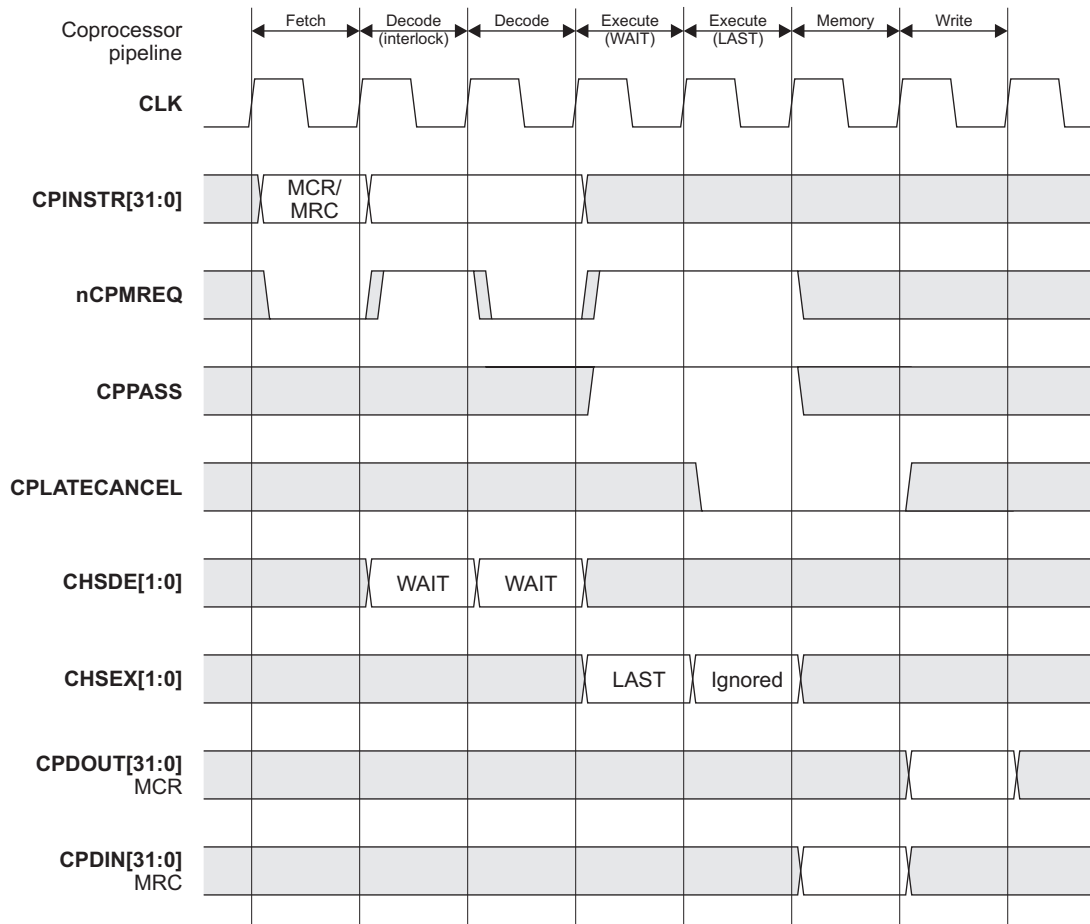 Coprocessor
pipeline
Fetch
Decode
(interlock)
Decode
Execute
(WAIT)
Execute
(LAST)
Memory
Write
CLK
CPINSTR[31:0]
MCR/
MRC
nCPMREQ
CPPASS
CPLATECANCEL
CHSDE[1:0]
WAIT
WAIT
CHSEX[1:0]
LAST
Ignored
CPDOUT[31:0]
MCR
CPDIN[31:0]
MRC